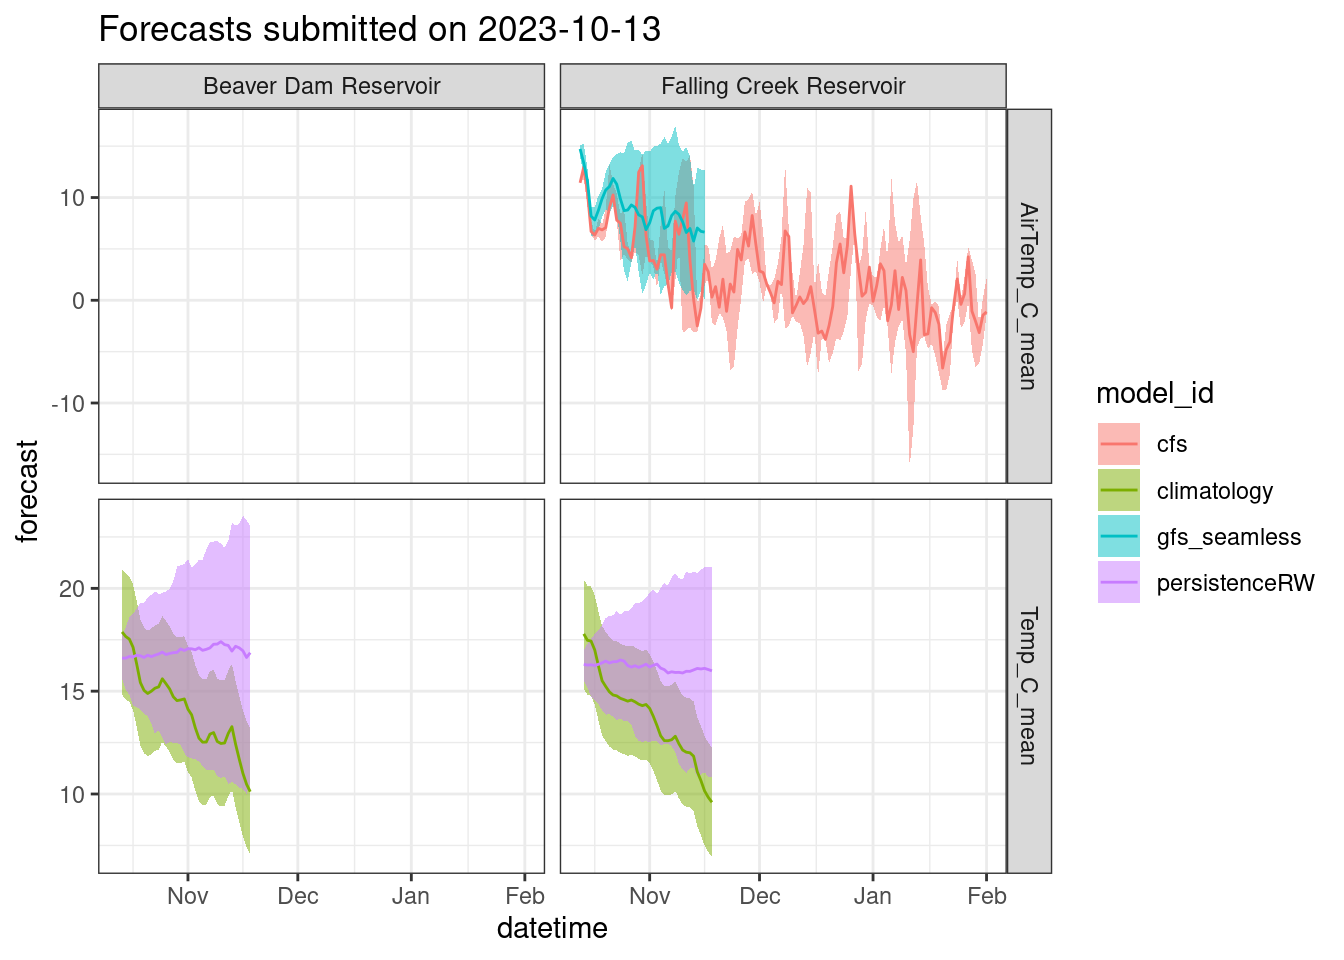 Forecasts submitted on 2023-10-13
Beaver Dam Reservoir
Falling Creek Reservoir
10
0
-10
AirTemp_C_mean
20
15
10
Temp_C_mean
forecast
Nov
Dec
Jan
Feb
Nov
Dec
Jan
Feb
datetime
model_id
cfs
climatology
gfs_seamless
persistenceRW